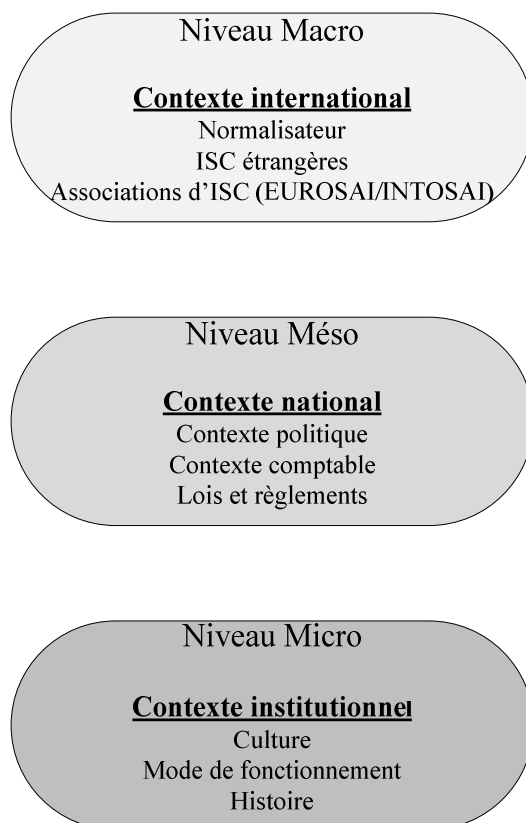 Niveau Macro
Contexte international
Normalisateur
ISC étrangères
Associations d'ISC (EUROSAI/INTOSAI)
Niveau Méso
Contexte national
Contexte politique
Contexte comptable
Lois et règlements
Niveau Micro
Contexte institutionnel
Culture
Mode de fonctionnement
Histoire